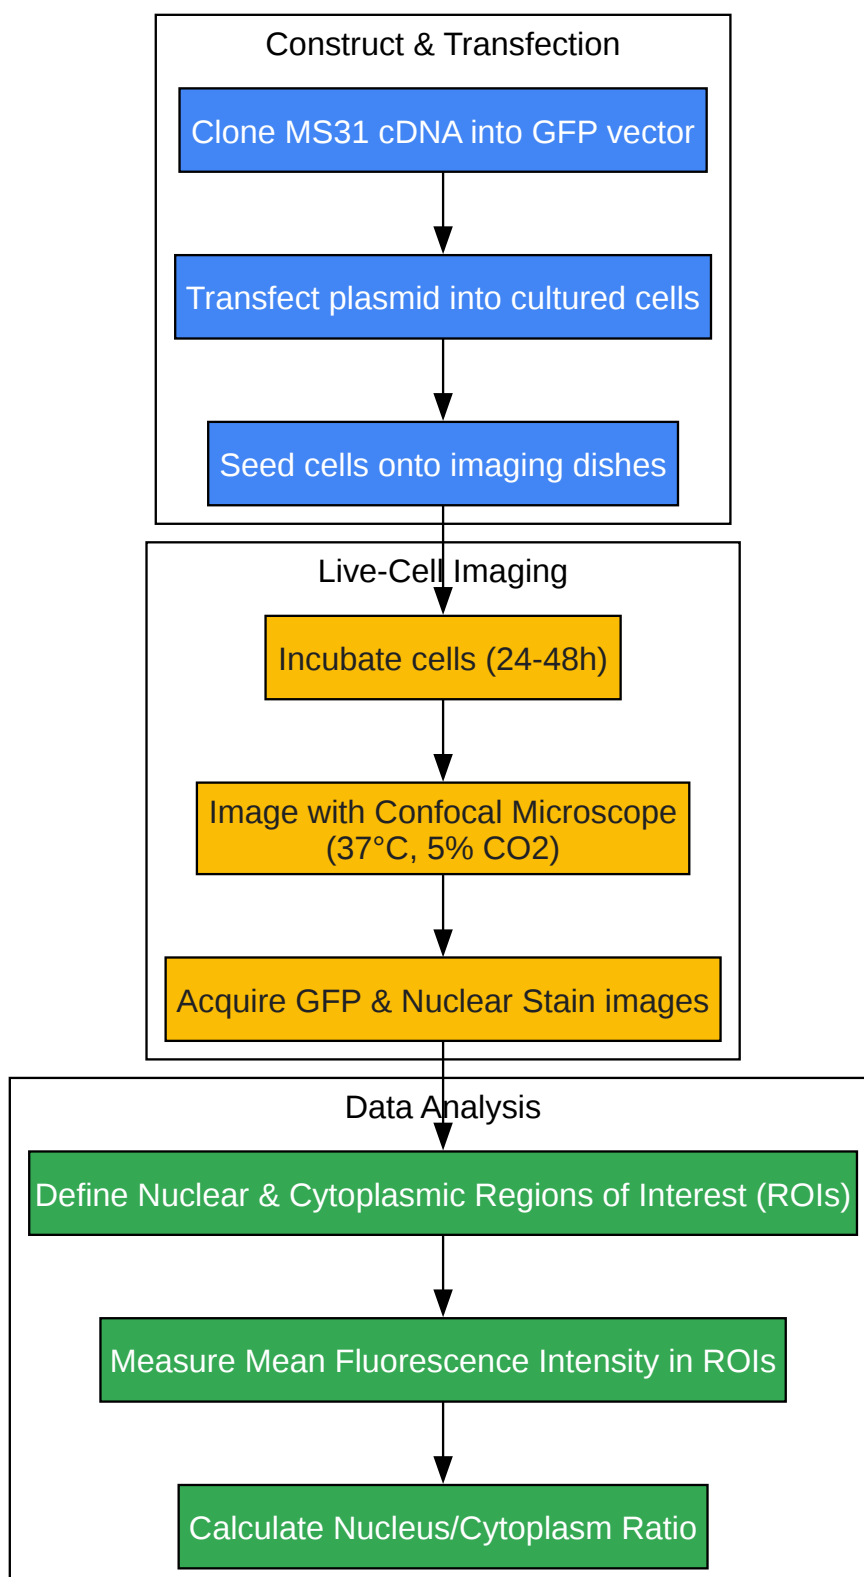 Construct & Transfection
Clone MS31 cDNA into GFP vector
Transfect plasmid into cultured cells
Seed cells onto imaging dishes
Live-Cell Imaging
Incubate cells (24-48h)
Image with Confocal Microscope
(37°C, 5% CO2)
Acquire GFP & Nuclear Stain images
Data Analysis
Define Nuclear & Cytoplasmic Regions of Interest (ROIs)
Measure Mean Fluorescence Intensity in ROIs
Calculate Nucleus/Cytoplasm Ratio